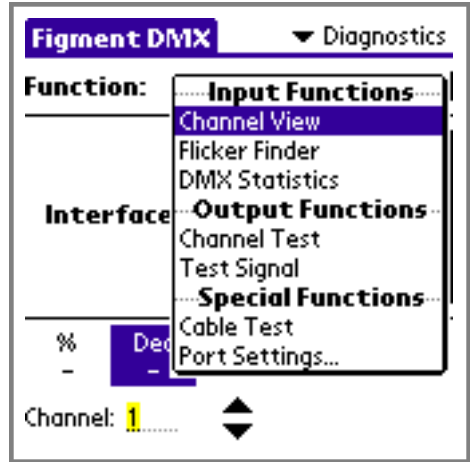 Figment DMX
Diagnostics
Function:
Input Functions
Channel View
Flicker Finder
DMX Statistics
Output Functions
Channel Test
Test Signal
Special Functions
Cable Test
Port Settings...
Interface
%
Dec
-
-
Channel: 1